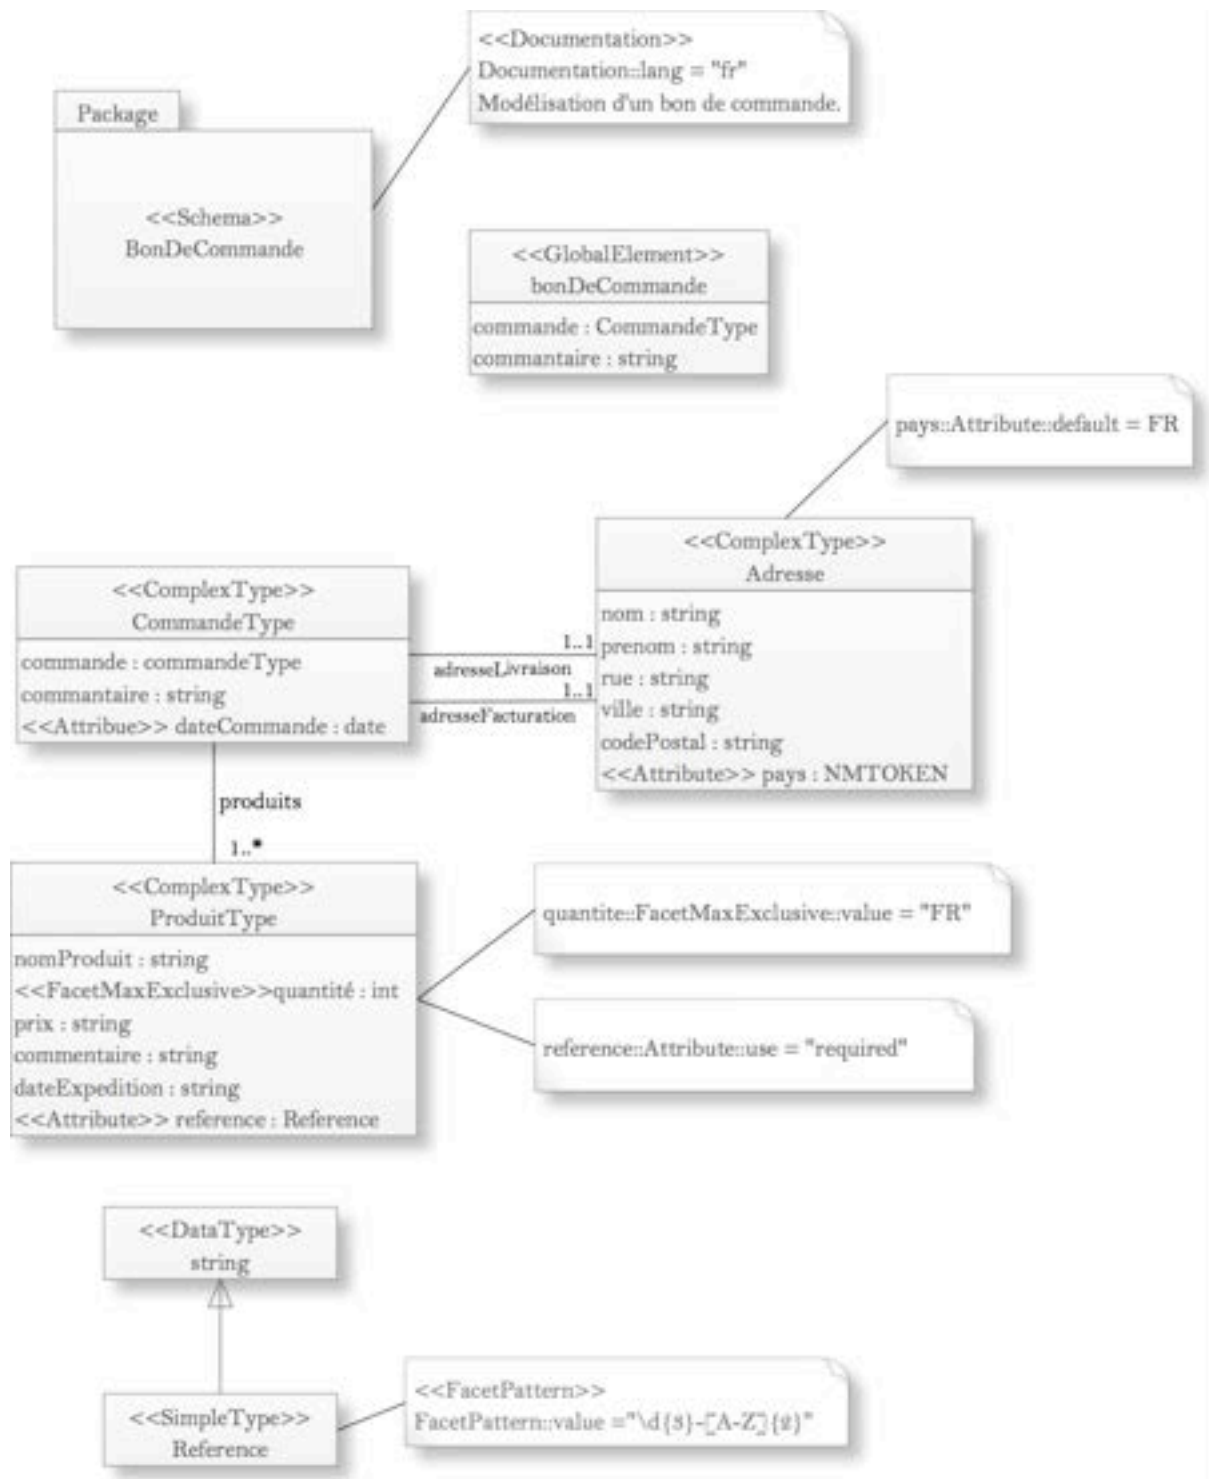 <<Documentation>>
Documentation::lang = "fr"
Modélisation d'un bon de commande.
Package
<<Schema>>
BonDeCommande
<<GlobalElement>>
bonDeCommande
commande : CommandeType
commantaire : string
pays::Attribute::default = FR
<<ComplexType>>
Adresse
nom : string
prenom : string
rue : string
ville : string
codePostal : string
<<Attribute>> pays : NMTOKEN
<<ComplexType>>
CommandeType
commande : commandeType
commantaire : string
<<Attribue>> dateCommande : date
1..1
adresseLivraison
1..1
adresseFacturation
produits
1..*
<<ComplexType>>
ProduitType
nomProduit : string
<<FacetMaxExclusive>>quantité : int
prix : string
commentaire : string
dateExpedition : string
<<Attribute>> reference : Reference
quantite::FacetMaxExclusive::value = "FR"
reference::Attribute::use = "required"
<<DataType>>
string
<<SimpleType>>
Reference
<<FacetPattern>>
FacetPattern::value ="\d{3}-[A-Z]{2}"